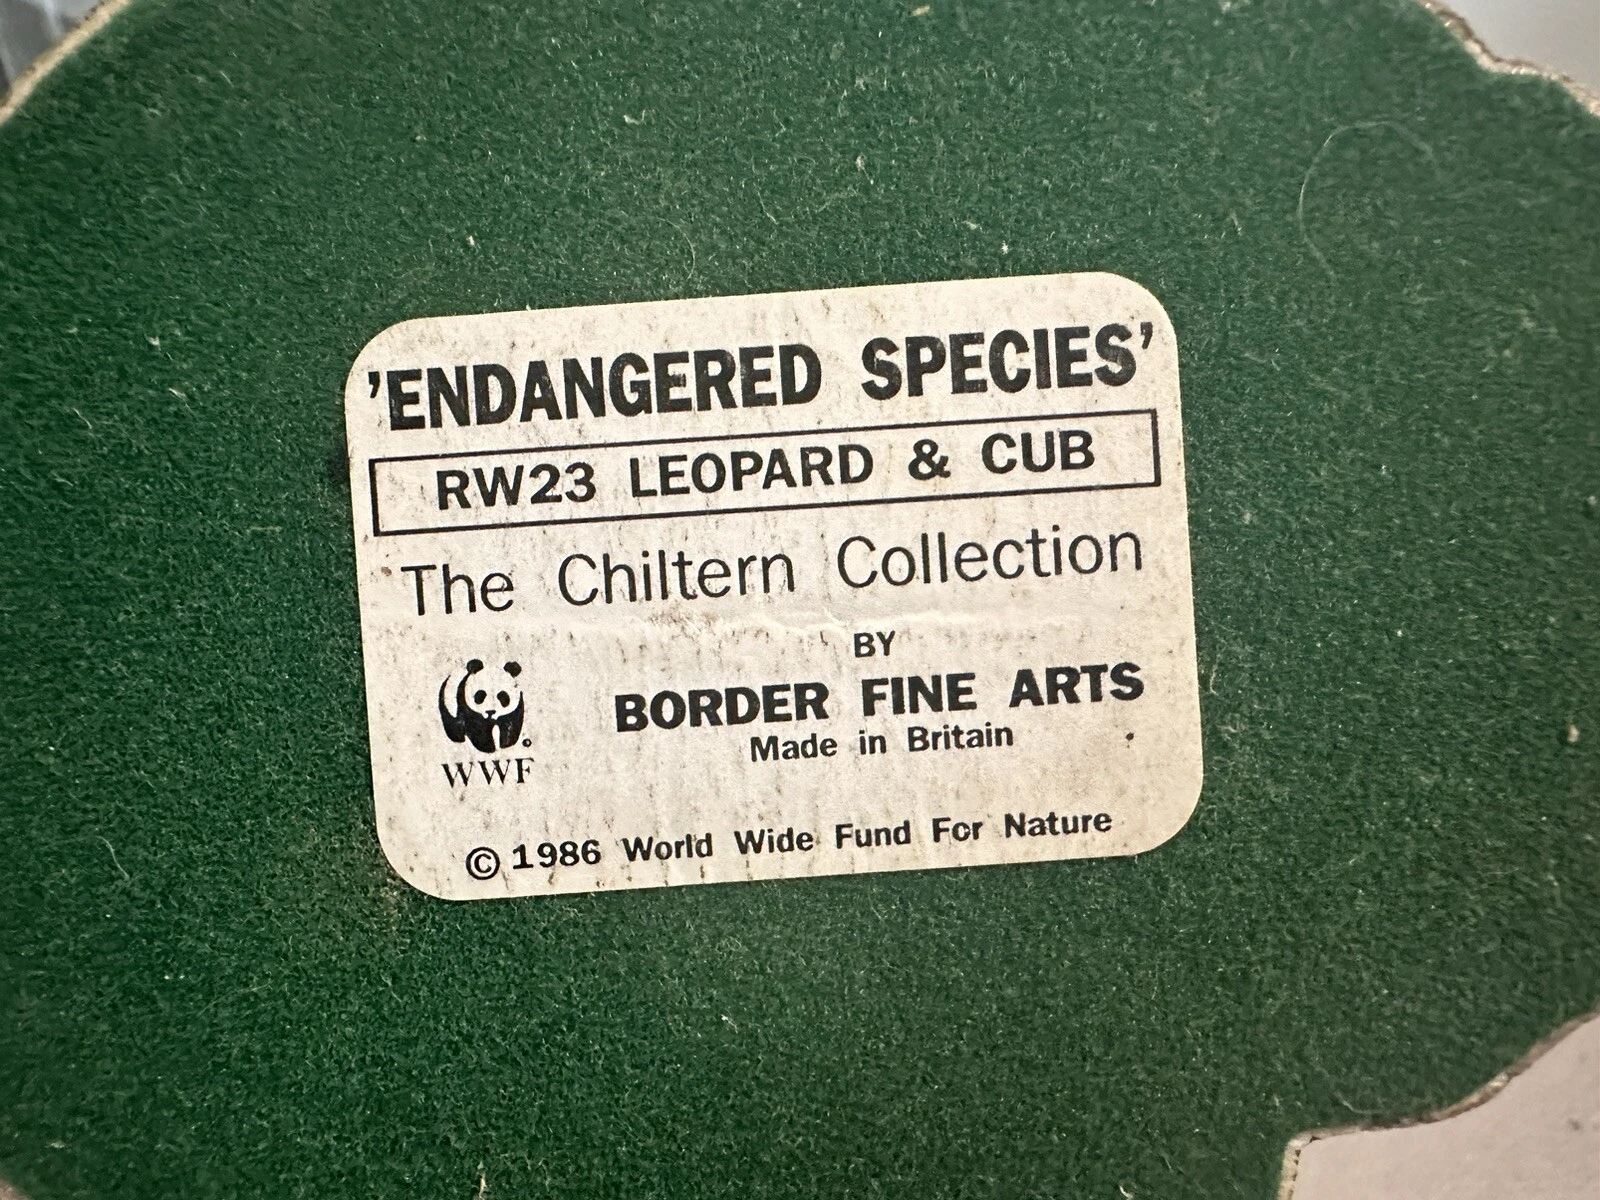 'ENDANGERED SPECIES'
RW23 LEOPARD & CUB
The Chiltern Collection
BY
BORDER FINE ARTS
Made in Britain
WWF
© 1986 World Wide Fund For Nature